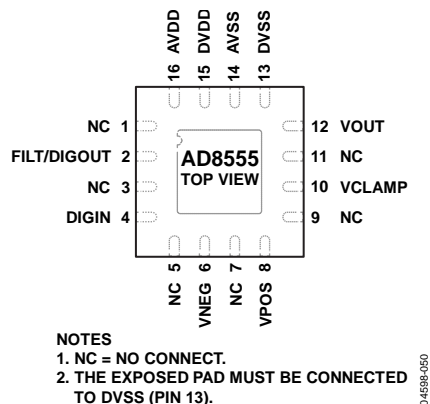 16 AVDD
15 DVDD
14 AVSS
13 DVSS
NC 1
FILT/DIGOUT 2
NC 3
DIGIN 4
AD8555
TOP VIEW
12 VOUT
11 NC
10 VCLAMP
9 NC
NC 5
VNEG 6
NC 7
VPOS 8
NOTES
1. NC = NO CONNECT.
2. THE EXPOSED PAD MUST BE CONNECTED
TO DVSS (PIN 13).
04598-050